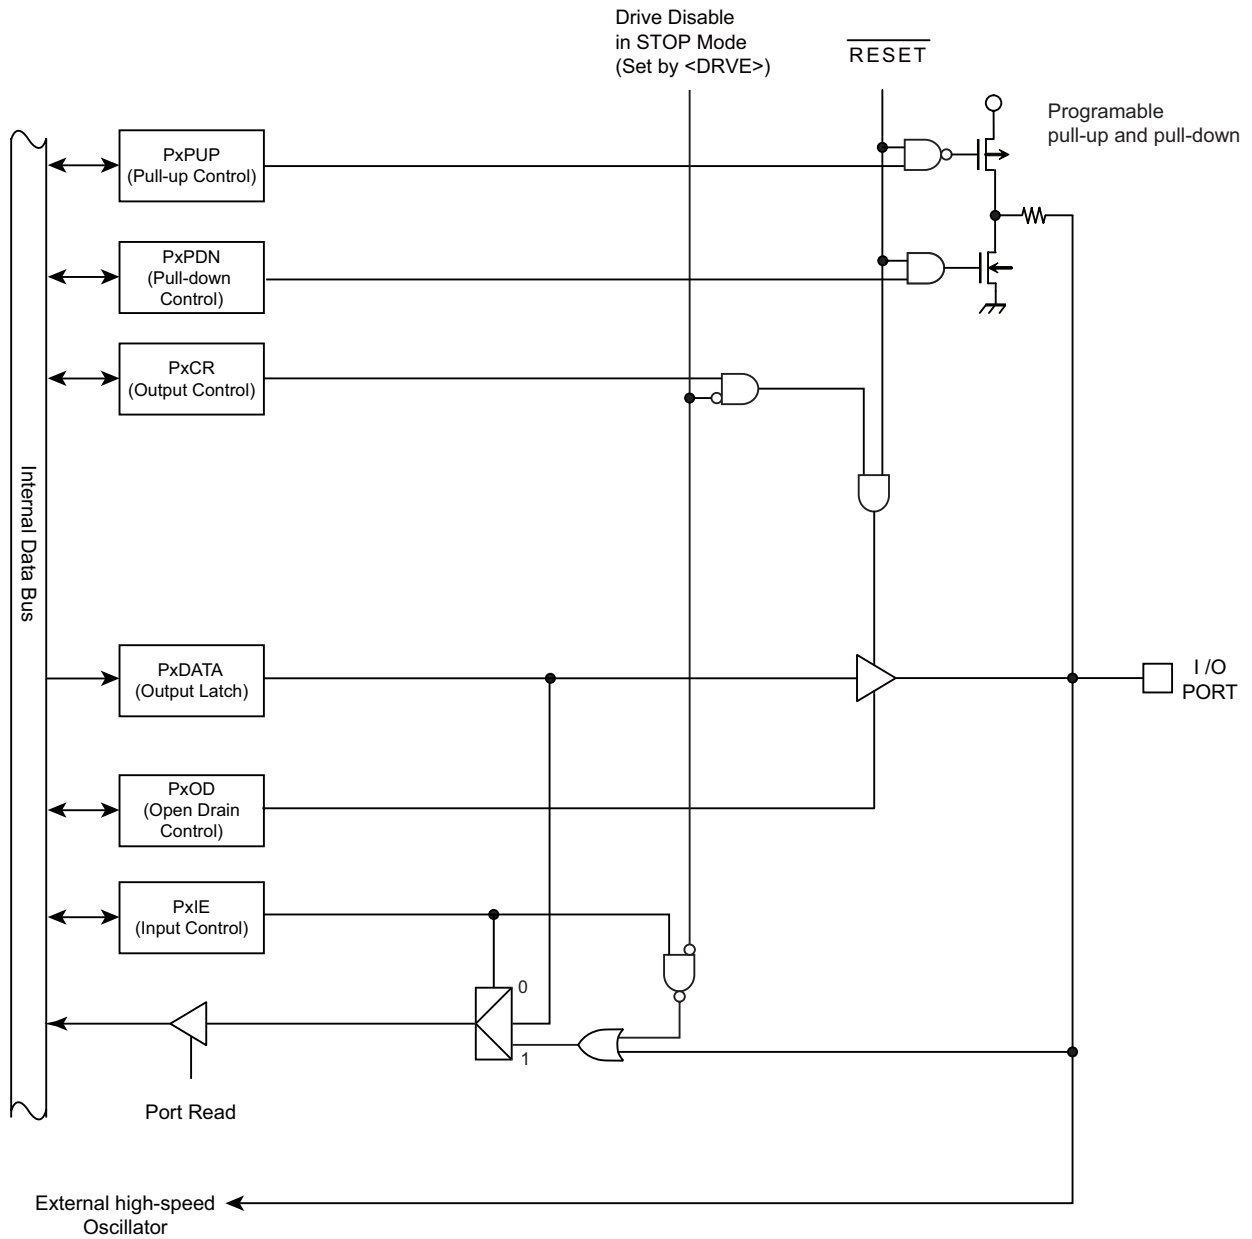 Drive Disable
in STOP Mode
(Set by <DRVE>)
RESET
Programable
pull-up and pull-down
PxPUP
(Pull-up Control)
PxPDN
(Pull-down
Control)
PxCR
(Output Control)
Internal Data Bus
PxDATA
(Output Latch)
I /O
PORT
PxOD
(Open Drain
Control)
PxIE
(Input Control)
0
1
Port Read
External high-speed
Oscillator